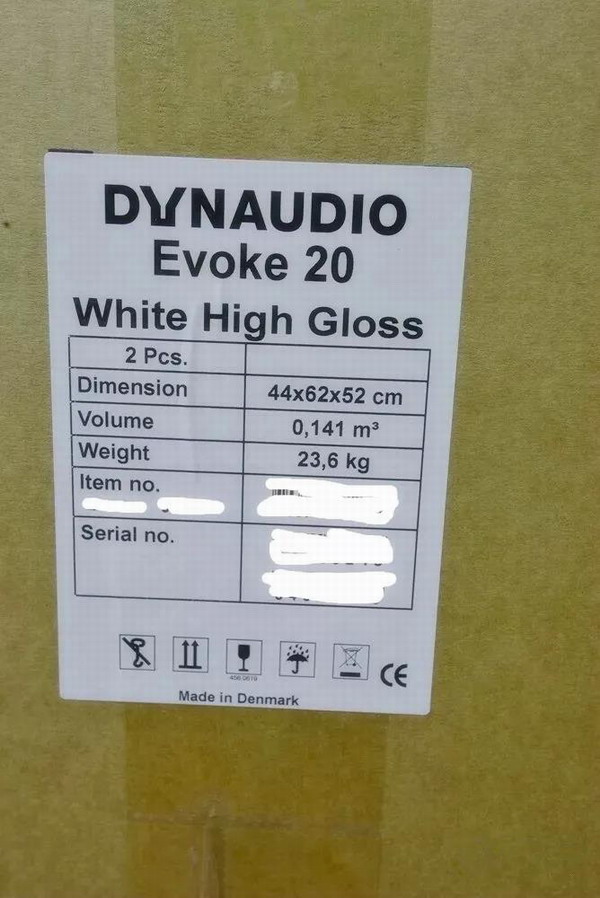 DYNAUDIO
Evoke 20
White High Gloss
2 Pcs.
Dimension 44x62x52 cm
Volume 0,141 m³
Weight 23,6 kg
Item no.
Serial no.
CE
Made in Denmark